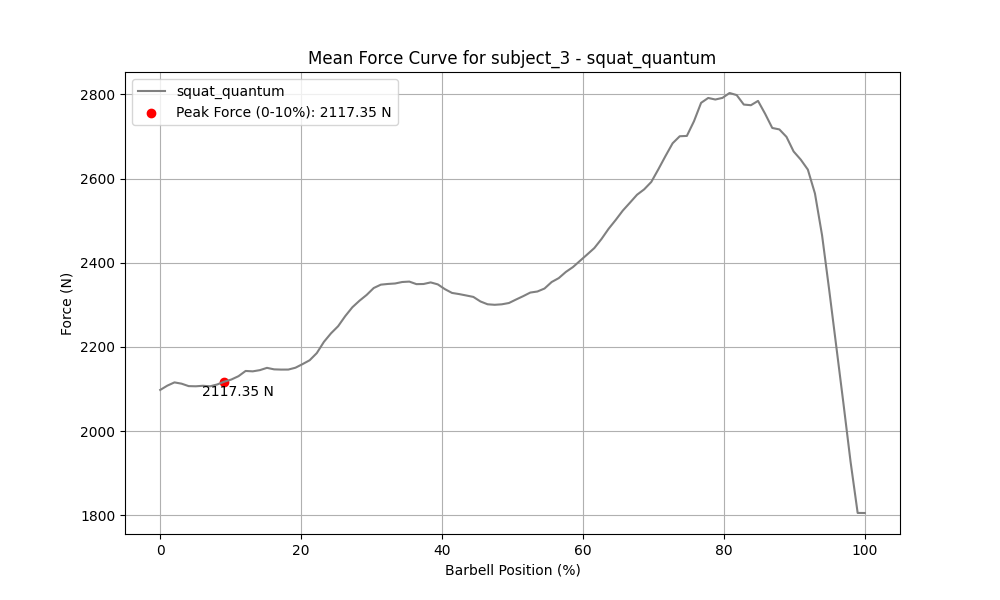 Mean Force Curve for subject_3 - squat_quantum
squat_quantum
Peak Force (0-10%): 2117.35 N
2800
2600
2400
2200
2000
1800
Force (N)
2117.35 N
0 20 40 60 80 100
Barbell Position (%)